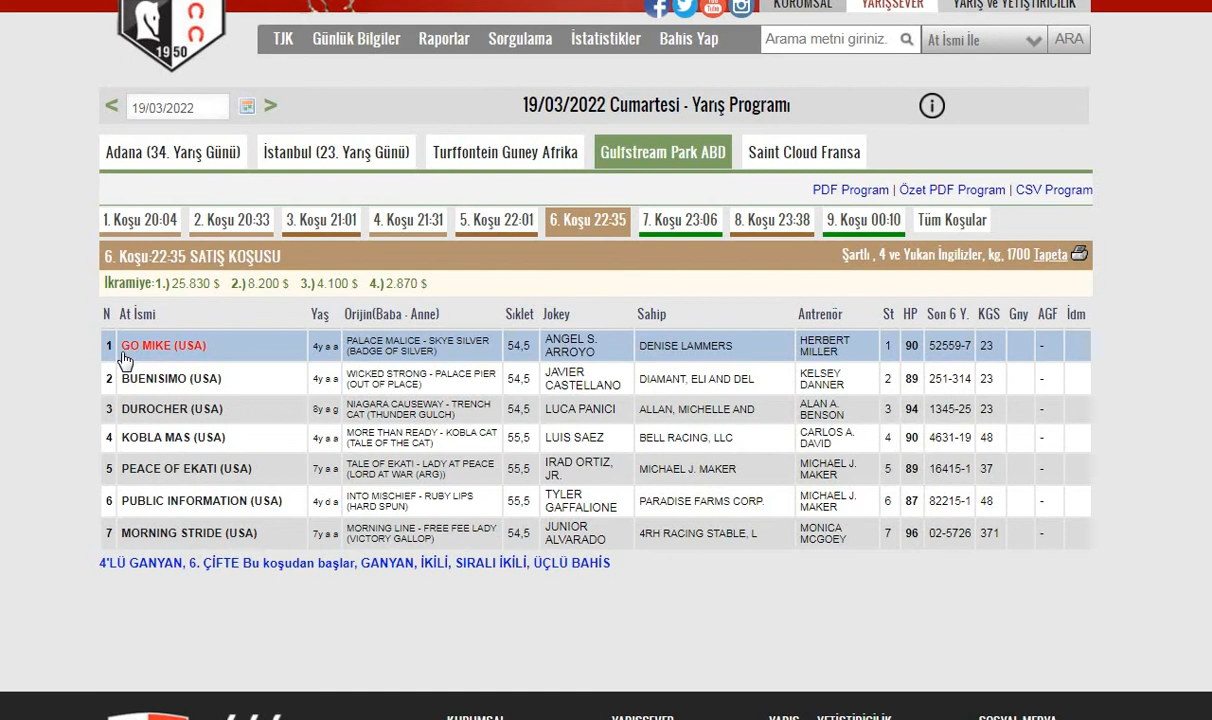 KURUMSAL YARIŞSEVER YARIŞ ve YETİŞTİRİCİLİK
C
C
1950
TJK Günlük Bilgiler Raporlar Sorgulama İstatistikler Bahis Yap Arama metni giriniz. At İsmi İle ARA
< 19/03/2022 > 19/03/2022 Cumartesi - Yarış Programı
Adana (34. Yarış Günü) İstanbul (23. Yarış Günü) Turffontein Guney Afrika Gulfstream Park ABD Saint Cloud Fransa
PDF Program | Özet PDF Program | CSV Program
1. Koşu 20:04 2. Koşu 20:33 3. Koşu 21:01 4. Koşu 21:31 5. Koşu 22:01 6. Koşu 22:35 7. Koşu 23:06 8. Koşu 23:38 9. Koşu 00:10 Tüm Koşular
6. Koşu:22:35 SATIŞ KOŞUSU Şartlı , 4 ve Yukarı İngilizler, kg, 1700 Tapeta
İkramiye:1.) 25.830 $ 2.) 8.200 $ 3.) 4.100 $ 4.) 2.870 $
N At İsmi Yaş Orijin(Baba - Anne) Sıklet Jokey Sahip Antrenör St HP Son 6 Y. KGS Gny AGF İdm
1 GO MIKE (USA) 4y a a PALACE MALICE - SKYE SILVER (BADGE OF SILVER) 54,5 ANGEL S. ARROYO DENISE LAMMERS HERBERT MILLER 1 90 52559-7 23 -
2 BUENISIMO (USA) 4y a a WICKED STRONG - PALACE PIER (OUT OF PLACE) 54,5 JAVIER CASTELLANO DIAMANT, ELI AND DEL KELSEY DANNER 2 89 251-314 23 -
3 DUROCHER (USA) 8y a g NIAGARA CAUSEWAY - TRENCH CAT (THUNDER GULCH) 54,5 LUCA PANICI ALLAN, MICHELLE AND ALAN A. BENSON 3 94 1345-25 23 -
4 KOBLA MAS (USA) 4y a a MORE THAN READY - KOBLA CAT (TALE OF THE CAT) 55,5 LUIS SAEZ BELL RACING, LLC CARLOS A. DAVID 4 90 4631-19 48 -
5 PEACE OF EKATI (USA) 7y a a TALE OF EKATI - LADY AT PEACE (LORD AT WAR (ARG)) 55,5 IRAD ORTIZ, JR. MICHAEL J. MAKER MICHAEL J. MAKER 5 89 16415-1 37 -
6 PUBLIC INFORMATION (USA) 4y d a INTO MISCHIEF - RUBY LIPS (HARD SPUN) 55,5 TYLER GAFFALIONE PARADISE FARMS CORP. MICHAEL J. MAKER 6 87 82215-1 48 -
7 MORNING STRIDE (USA) 7y a a MORNING LINE - FREE FEE LADY (VICTORY GALLOP) 55,5 JUNIOR ALVARADO 4RH RACING STABLE, L MONICA MCGOEY 7 96 02-5726 371 -
4'LÜ GANYAN, 6. ÇİFTE Bu koşudan başlar, GANYAN, İKİLİ, SIRALI İKİLİ, ÜÇLÜ BAHİS
KURUMSAL YARIŞSEVER YARIŞ YETİŞTİRİCİLİK SOSYAL MEDYA